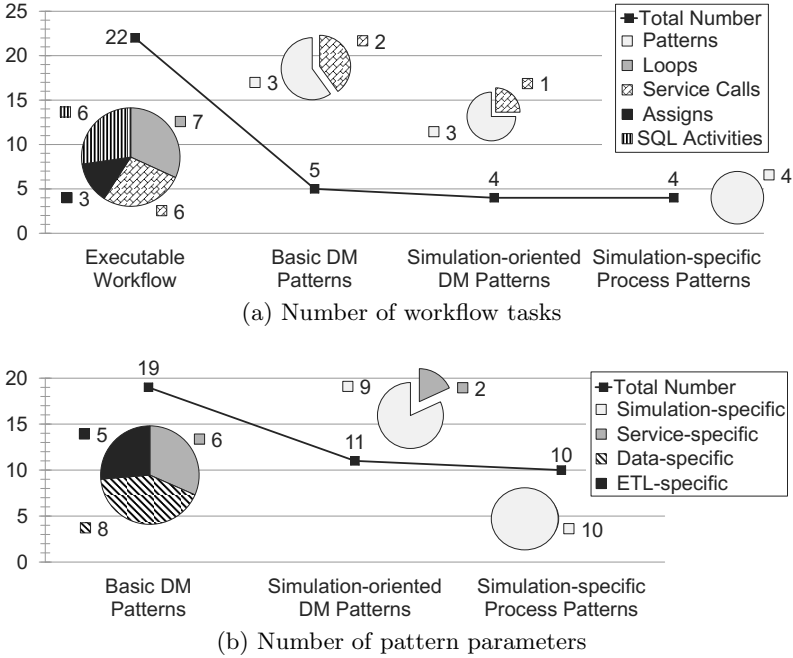 25
20
15
10
5
0
22
6
7
3
6
3
2
5
3
1
4
4
4
Total Number
Patterns
Loops
Service Calls
Assigns
SQL Activities
Executable Workflow
Basic DM Patterns
Simulation-oriented DM Patterns
Simulation-specific Process Patterns
(a) Number of workflow tasks
20
15
10
5
0
19
5
6
8
9
2
11
10
10
Total Number
Simulation-specific
Service-specific
Data-specific
ETL-specific
Basic DM Patterns
Simulation-oriented DM Patterns
Simulation-specific Process Patterns
(b) Number of pattern parameters